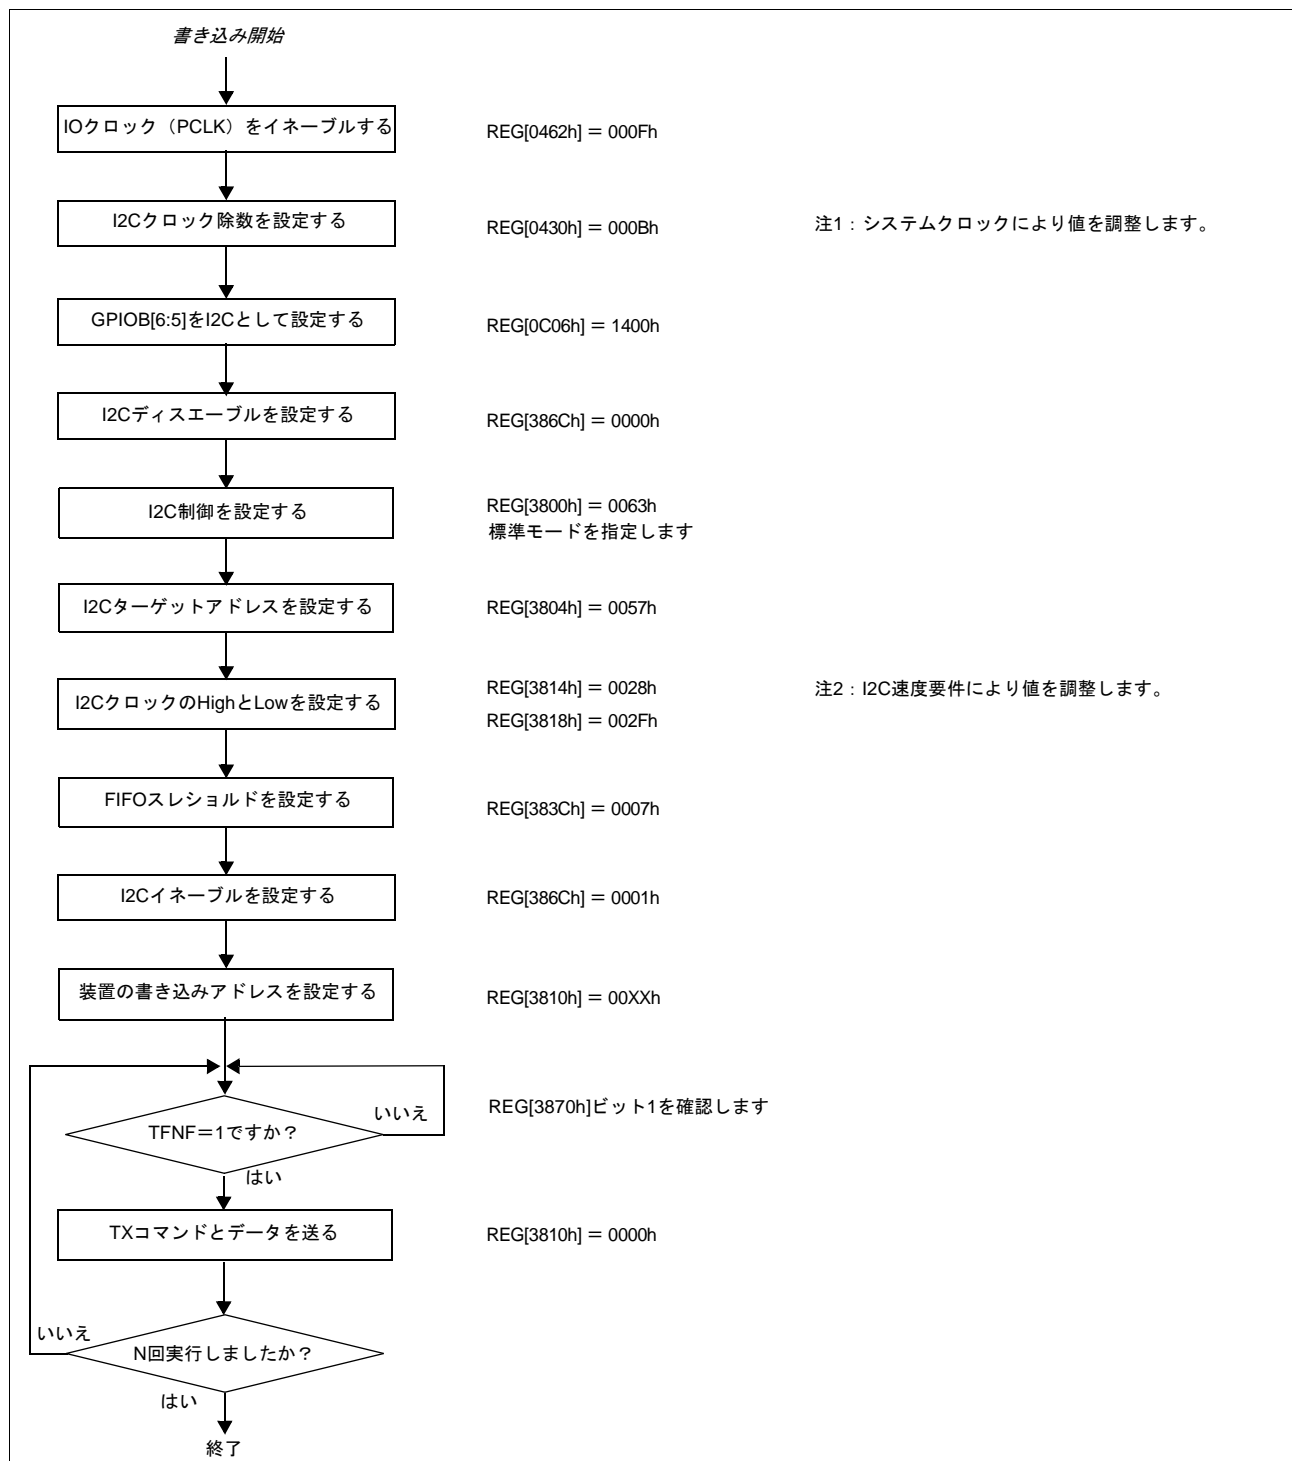 書き込み開始
IOクロック（PCLK）をイネーブルする
REG[0462h] ＝ 000Fh
I2Cクロック除数を設定する
REG[0430h] ＝ 000Bh
注1：システムクロックにより値を調整します。
GPIOB[6:5]をI2Cとして設定する
REG[0C06h] ＝ 1400h
I2Cディスエーブルを設定する
REG[386Ch] ＝ 0000h
I2C制御を設定する
REG[3800h] ＝ 0063h
標準モードを指定します
I2Cターゲットアドレスを設定する
REG[3804h] ＝ 0057h
I2CクロックのHighとLowを設定する
REG[3814h] ＝ 0028h
REG[3818h] ＝ 002Fh
注2：I2C速度要件により値を調整します。
FIFOスレショルドを設定する
REG[383Ch] ＝ 0007h
I2Cイネーブルを設定する
REG[386Ch] ＝ 0001h
装置の書き込みアドレスを設定する
REG[3810h] ＝ 00XXh
TFNF＝1ですか？
いいえ
REG[3870h]ビット1を確認します
はい
TXコマンドとデータを送る
REG[3810h] ＝ 0000h
いいえ
N回実行しましたか？
はい
終了